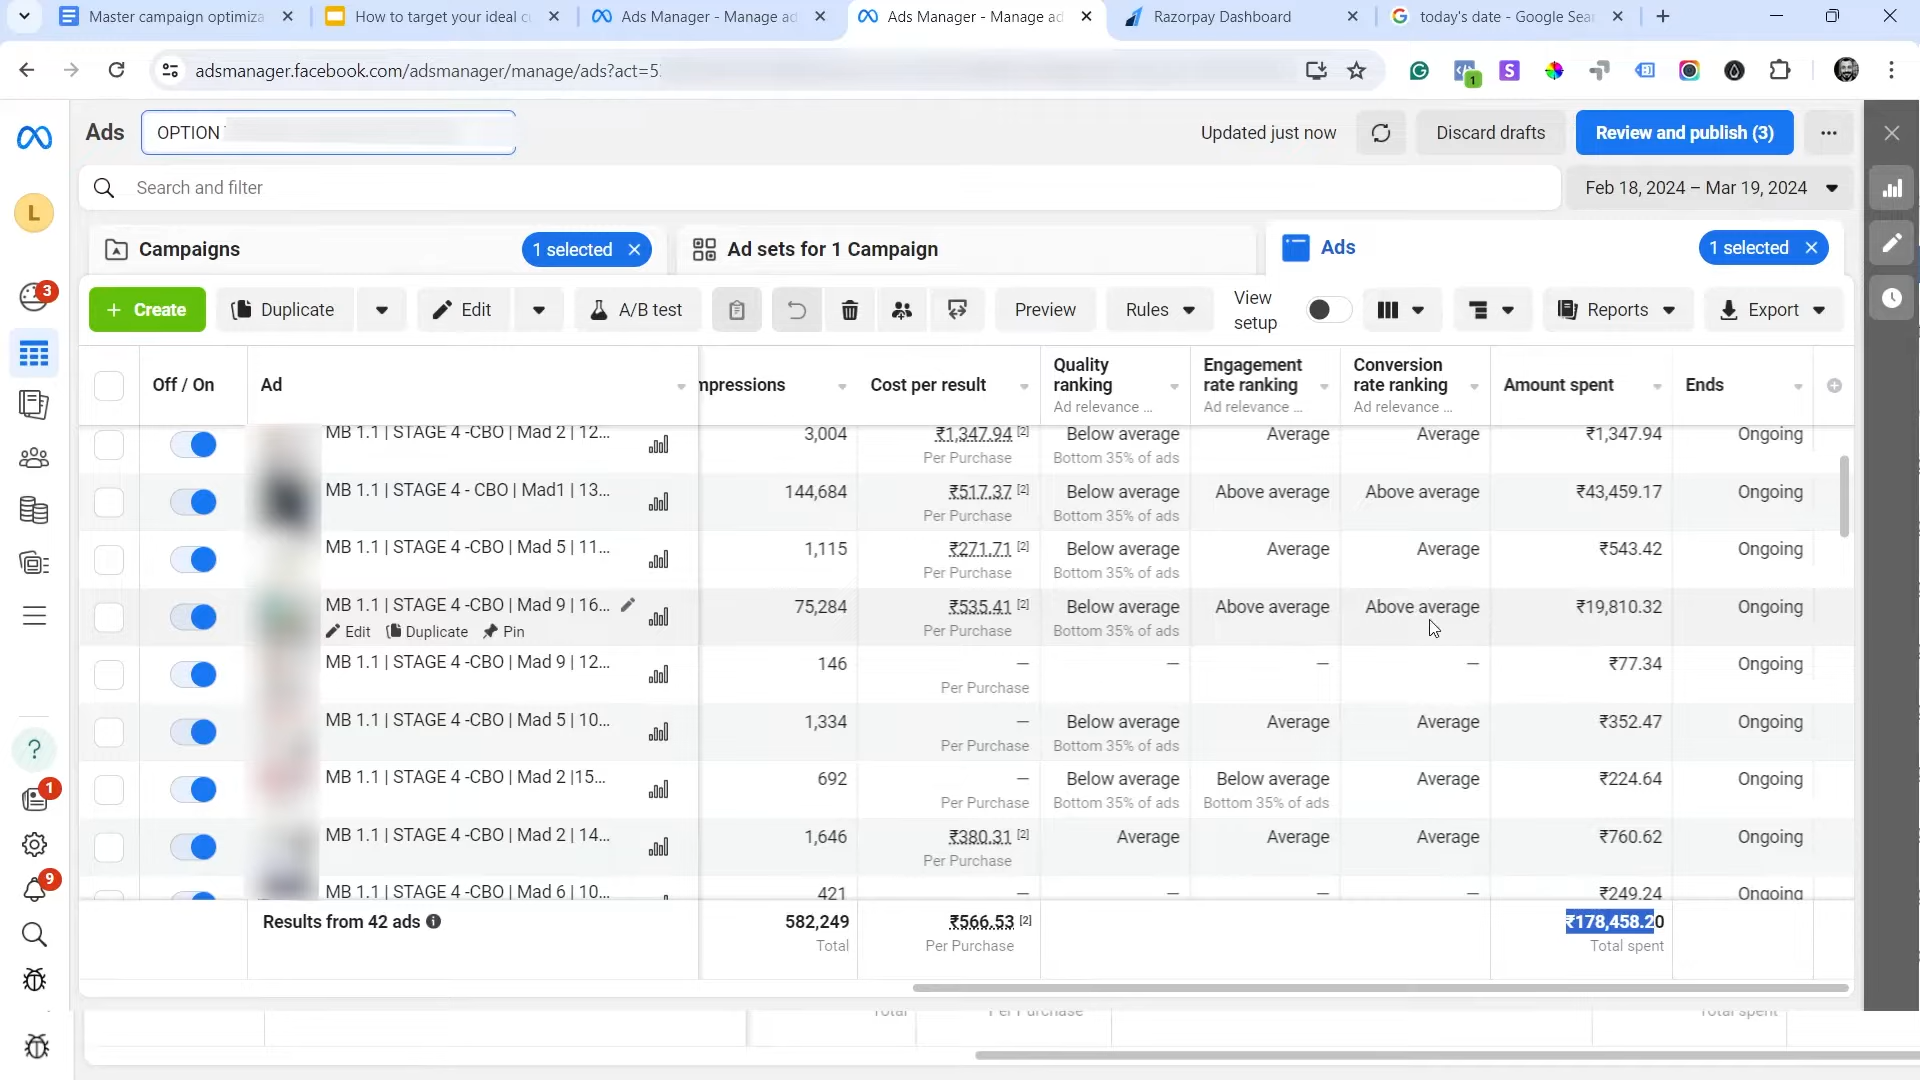 Master campaign optimiza
How to target your ideal c
Ads Manager - Manage ad
Ads Manager - Manage ad
Razorpay Dashboard
today's date - Google Sea
adsmanager.facebook.com/adsmanager/manage/ads?act=5
1
Ads
OPTION
Updated just now
Discard drafts
Review and publish (3)
Search and filter
Feb 18, 2024 – Mar 19, 2024
L
Campaigns
1 selected
Ad sets for 1 Campaign
Ads
1 selected
3
+ Create
Duplicate
Edit
A/B test
Preview
Rules
View setup
Reports
Export
Off / On
Ad
mpressions
Cost per result
Quality ranking
Ad relevance ...
Engagement rate ranking
Ad relevance ...
Conversion rate ranking
Ad relevance ...
Amount spent
Ends
MB 1.1 | STAGE 4 -CBO | Mad 2 | 12...
3,004
₹1,347.94 [2]
Per Purchase
Below average
Bottom 35% of ads
Average
Average
₹1,347.94
Ongoing
MB 1.1 | STAGE 4 - CBO | Mad1 | 13...
144,684
₹517.37 [2]
Per Purchase
Below average
Bottom 35% of ads
Above average
Above average
₹43,459.17
Ongoing
MB 1.1 | STAGE 4 -CBO | Mad 5 | 11...
1,115
₹271.71 [2]
Per Purchase
Below average
Bottom 35% of ads
Average
Average
₹543.42
Ongoing
MB 1.1 | STAGE 4 -CBO | Mad 9 | 16...
Edit Duplicate Pin
75,284
₹535.41 [2]
Per Purchase
Below average
Bottom 35% of ads
Above average
Above average
₹19,810.32
Ongoing
MB 1.1 | STAGE 4 -CBO | Mad 9 | 12...
146
—
Per Purchase
—
—
—
₹77.34
Ongoing
MB 1.1 | STAGE 4 -CBO | Mad 5 | 10...
1,334
—
Per Purchase
Below average
Bottom 35% of ads
Average
Average
₹352.47
Ongoing
MB 1.1 | STAGE 4 -CBO | Mad 2 |15...
692
—
Per Purchase
Below average
Bottom 35% of ads
Below average
Bottom 35% of ads
Average
₹224.64
Ongoing
MB 1.1 | STAGE 4 -CBO | Mad 2 | 14...
1,646
₹380.31 [2]
Per Purchase
Average
Average
Average
₹760.62
Ongoing
MB 1.1 | STAGE 4 -CBO | Mad 6 | 10...
421
—
—
—
—
₹249.24
Ongoing
Results from 42 ads
582,249
Total
₹566.53 [2]
Per Purchase
₹178,458.20
Total spent
?
1
9
Total
Per Purchase
Total spent